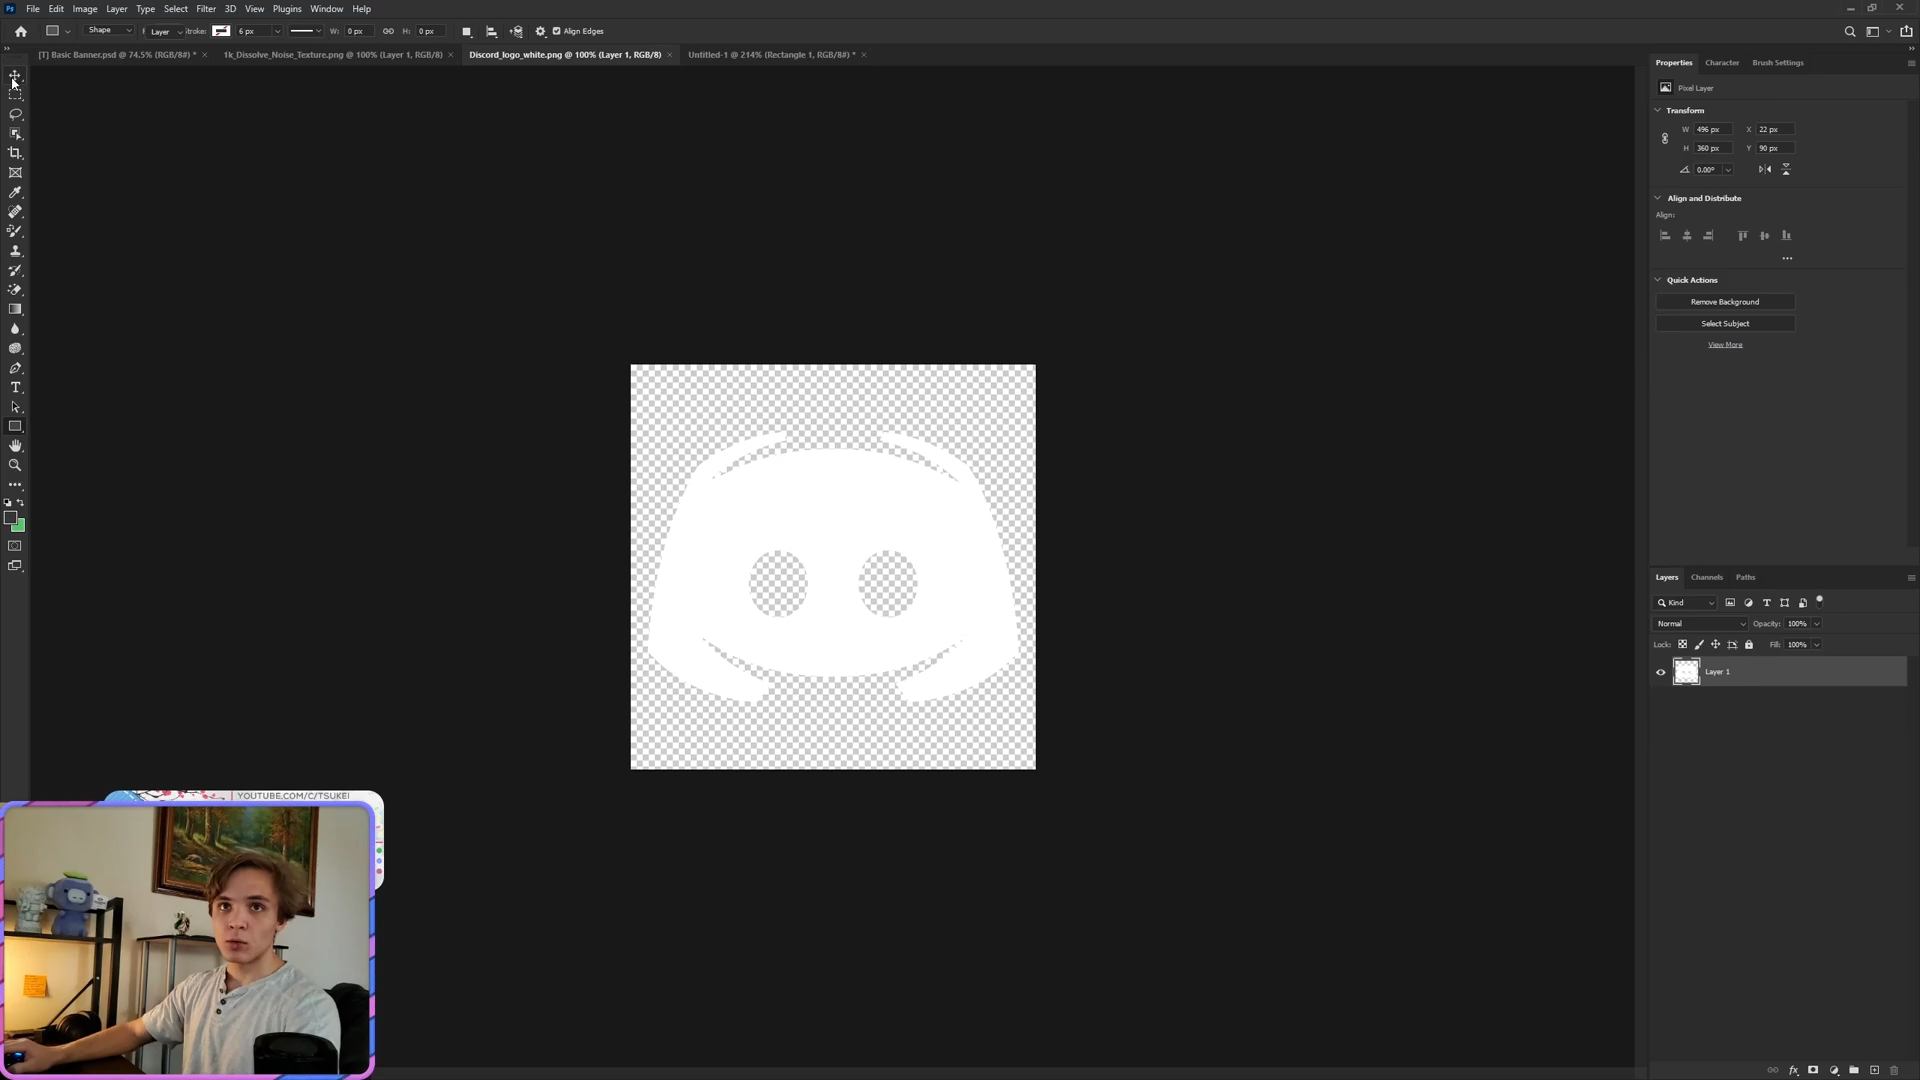 Ps File Edit Image Layer Type Select Filter 3D View Plugins Window Help
Shape Layer Stroke: 6 px W: 0 px H: 0 px Align Edges
[T] Basic Banner.psd @ 74.5% (RGB/8#) * × 1k_Dissolve_Noise_Texture.png @ 100% (Layer 1, RGB/8) × Discord_logo_white.png @ 100% (Layer 1, RGB/8) × Untitled-1 @ 214% (Rectangle 1, RGB/8#) * ×
Properties Character Brush Settings
Pixel Layer
Transform
W 496 px X 22 px
H 360 px Y 90 px
0.00°
Align and Distribute
Align:
Quick Actions
Remove Background
Select Subject
View More
Layers Channels Paths
Kind
Normal Opacity: 100%
Lock: Fill: 100%
Layer 1
fx
YOUTUBE.COM/C/TSUKEI